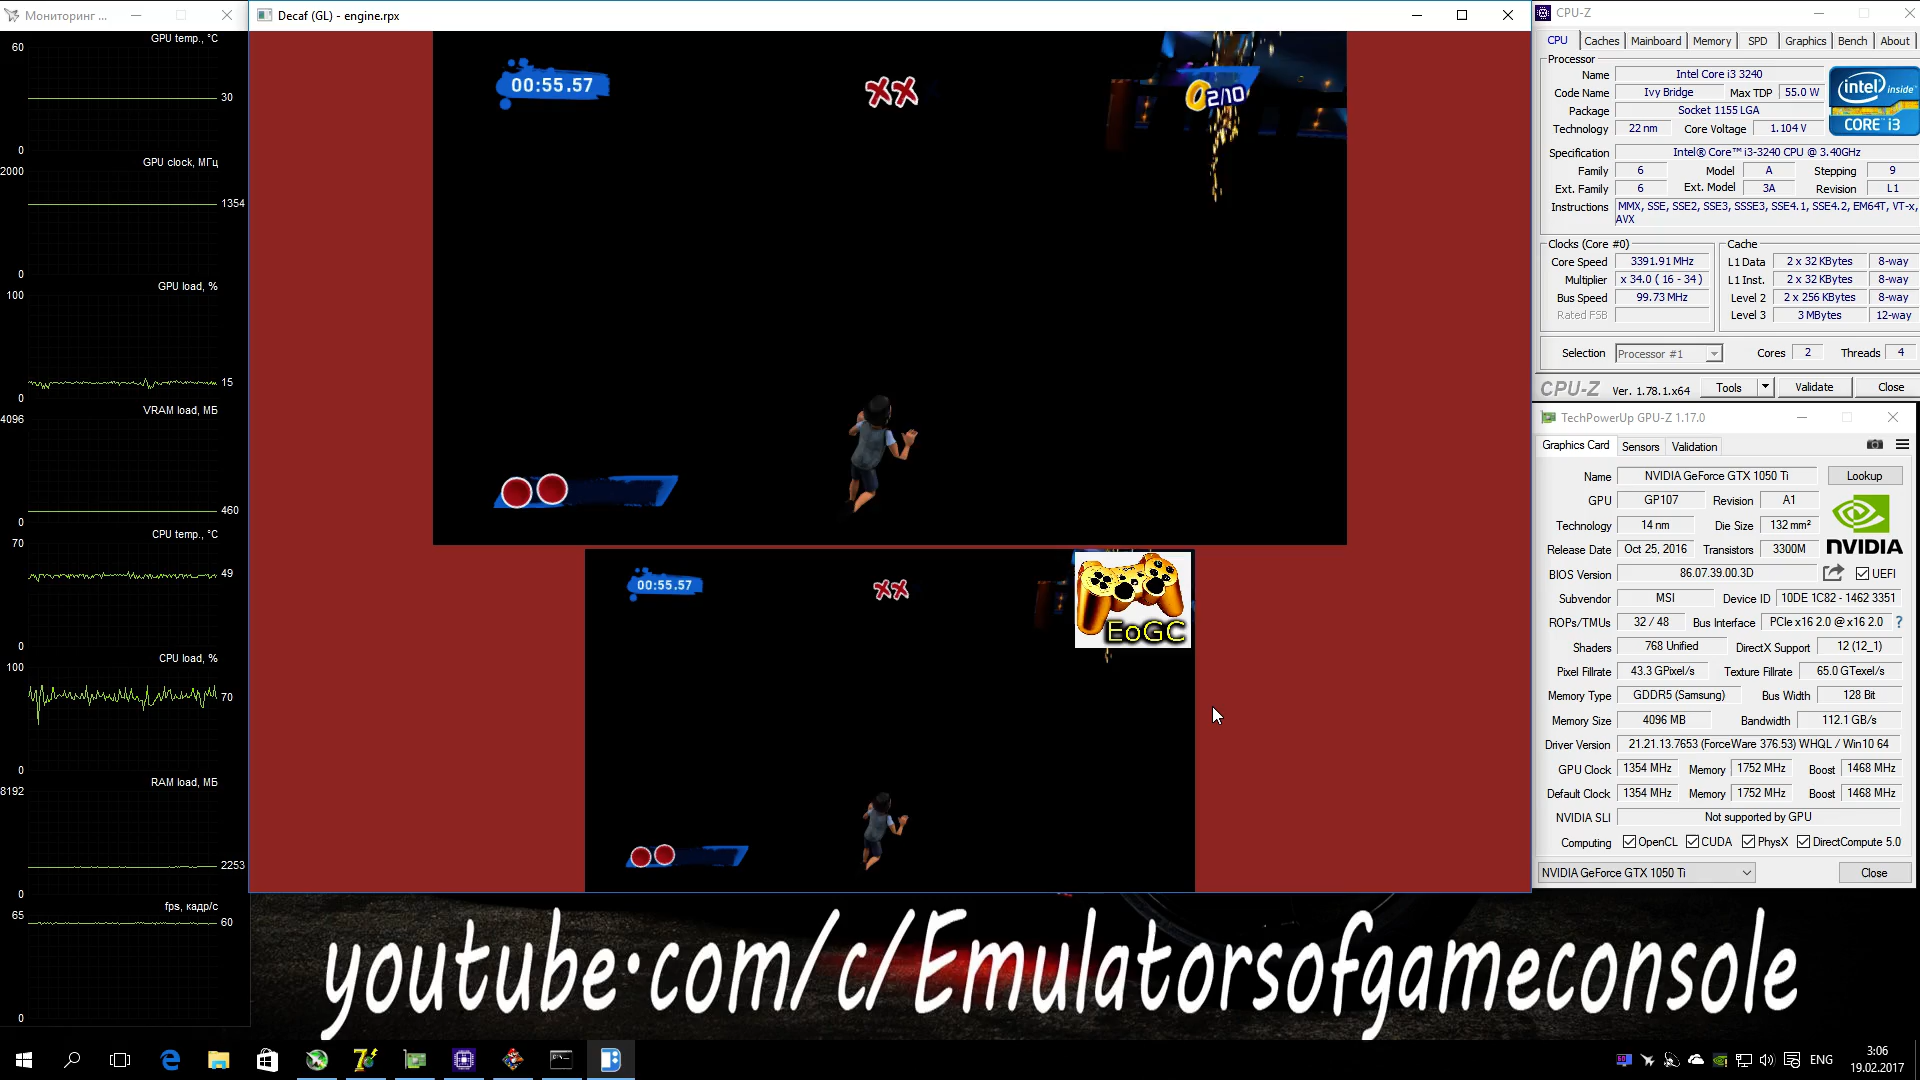 Мониторинг ...
GPU temp., °C
60
30
0
GPU clock, МГц
2000
1354
0
GPU load, %
100
15
0
VRAM load, МБ
4096
460
0
CPU temp., °C
70
49
0
CPU load, %
100
70
0
RAM load, МБ
8192
2253
0
fps, кадр/с
65
60
0
Decaf (GL) - engine.rpx
00:55.57
XX
2/10
00:55.57
XX
EoGC
CPU-Z
CPU Caches Mainboard Memory SPD Graphics Bench About
Processor
Name Intel Core i3 3240
Code Name Ivy Bridge Max TDP 55.0 W
Package Socket 1155 LGA
Technology 22 nm Core Voltage 1.104 V
intel inside™
CORE i3
Specification Intel® Core™ i3-3240 CPU @ 3.40GHz
Family 6 Model A Stepping 9
Ext. Family 6 Ext. Model 3A Revision L1
Instructions MMX, SSE, SSE2, SSE3, SSSE3, SSE4.1, SSE4.2, EM64T, VT-x,
AVX
Clocks (Core #0)
Core Speed 3391.91 MHz
Multiplier x 34.0 ( 16 - 34 )
Bus Speed 99.73 MHz
Rated FSB
Cache
L1 Data 2 x 32 KBytes 8-way
L1 Inst. 2 x 32 KBytes 8-way
Level 2 2 x 256 KBytes 8-way
Level 3 3 MBytes 12-way
Selection Processor #1 Cores 2 Threads 4
CPU-Z Ver. 1.78.1.x64 Tools Validate Close
TechPowerUp GPU-Z 1.17.0
Graphics Card Sensors Validation
Name NVIDIA GeForce GTX 1050 Ti Lookup
GPU GP107 Revision A1
Technology 14 nm Die Size 132 mm²
Release Date Oct 25, 2016 Transistors 3300M
NVIDIA
BIOS Version 86.07.39.00.3D UEFI
Subvendor MSI Device ID 10DE 1C82 - 1462 3351
ROPs/TMUs 32 / 48 Bus Interface PCIe x16 2.0 @ x16 2.0 ?
Shaders 768 Unified DirectX Support 12 (12_1)
Pixel Fillrate 43.3 GPixel/s Texture Fillrate 65.0 GTexel/s
Memory Type GDDR5 (Samsung) Bus Width 128 Bit
Memory Size 4096 MB Bandwidth 112.1 GB/s
Driver Version 21.21.13.7653 (ForceWare 376.53) WHQL / Win10 64
GPU Clock 1354 MHz Memory 1752 MHz Boost 1468 MHz
Default Clock 1354 MHz Memory 1752 MHz Boost 1468 MHz
NVIDIA SLI Not supported by GPU
Computing OpenCL CUDA PhysX DirectCompute 5.0
NVIDIA GeForce GTX 1050 Ti Close
youtube.com/c/Emulatorsofgameconsole
ENG
3:06
19.02.2017